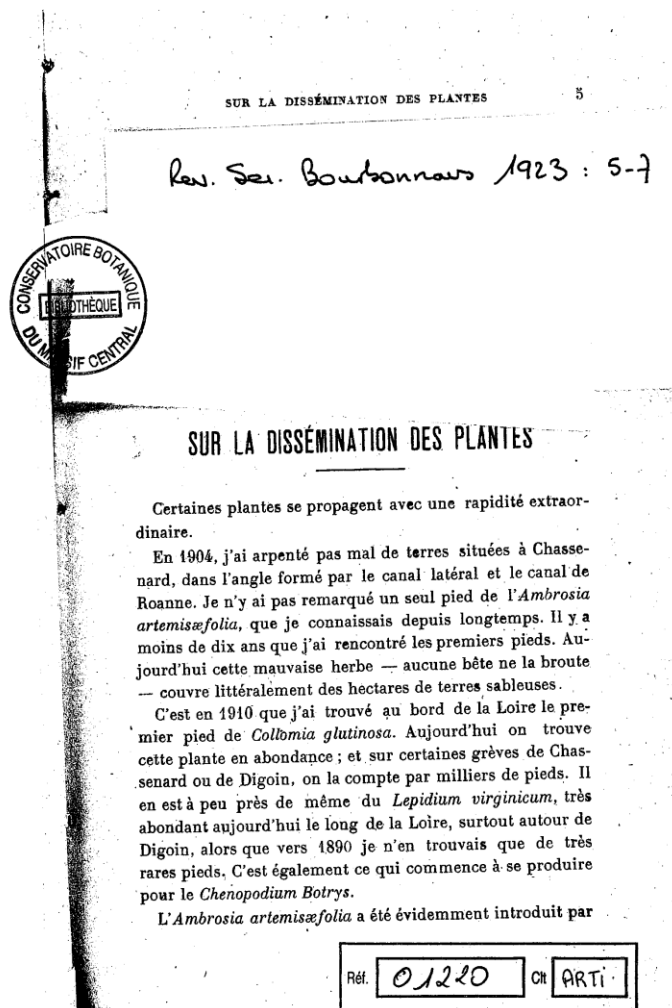 SUR LA DISSÉMINATION DES PLANTES 5
Rev. Sci. Bourbonnais 1923 : 5-7
CONSERVATOIRE BOTANIQUE
BIBLIOTHÈQUE
DU MASSIF CENTRAL
SUR LA DISSÉMINATION DES PLANTES
Certaines plantes se propagent avec une rapidité extraor-
dinaire.
En 1904, j'ai arpenté pas mal de terres situées à Chasse-
nard, dans l'angle formé par le canal latéral et le canal de
Roanne. Je n'y ai pas remarqué un seul pied de l'Ambrosia
artemisæfolia, que je connaissais depuis longtemps. Il y a
moins de dix ans que j'ai rencontré les premiers pieds. Au-
jourd'hui cette mauvaise herbe — aucune bête ne la broute
— couvre littéralement des hectares de terres sableuses.
C'est en 1910 que j'ai trouvé au bord de la Loire le pre-
mier pied de Collomia glutinosa. Aujourd'hui on trouve
cette plante en abondance ; et sur certaines grèves de Chas-
senard ou de Digoin, on la compte par milliers de pieds. Il
en est à peu près de même du Lepidium virginicum, très
abondant aujourd'hui le long de la Loire, surtout autour de
Digoin, alors que vers 1890 je n'en trouvais que de très
rares pieds. C'est également ce qui commence à se produire
pour le Chenopodium Botrys.
L'Ambrosia artemisæfolia a été évidemment introduit par
Réf. 01220 Clt ARTI